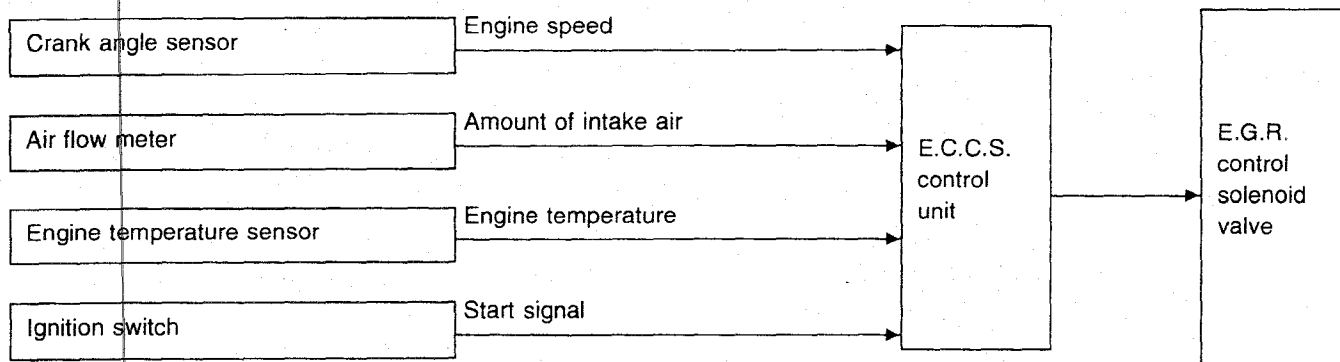 Crank angle sensor
Engine speed
Air flow meter
Amount of intake air
Engine temperature sensor
Engine temperature
Ignition switch
Start signal
E.C.C.S.
control
unit
E.G.R.
control
solenoid
valve